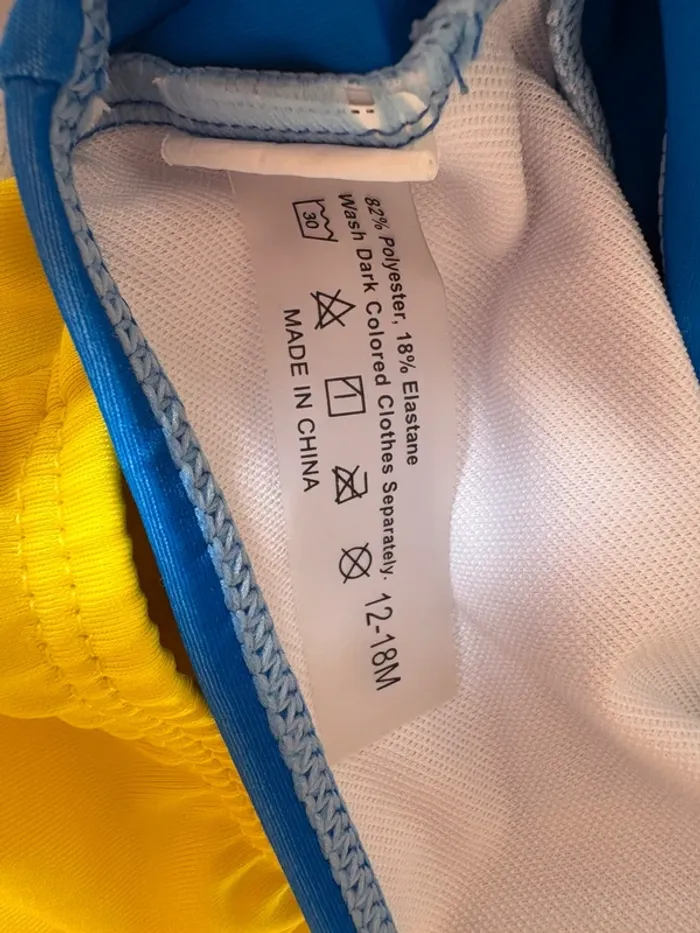 82% Polyester, 18% Elastane
Wash Dark Colored Clothes Separately.
30
MADE IN CHINA
12-18M